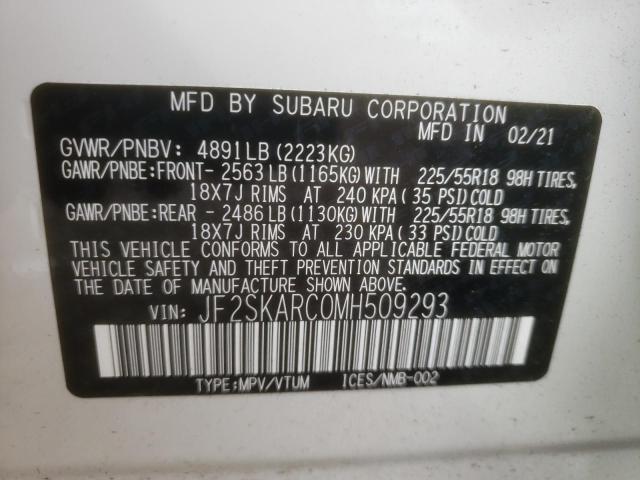 MFD BY SUBARU CORPORATION
MFD IN 02/21
GVWR/PNBV: 4891LB (2223KG)
GAWR/PNBE:FRONT- 2563 LB (1165KG) WITH 225/55R18 98H TIRES,
18X7J RIMS AT 240 KPA ( 35 PSI) COLD
GAWR/PNBE:REAR - 2486 LB (1130KG) WITH 225/55R18 98H TIRES,
18X7J RIMS AT 230 KPA ( 33 PSI) COLD
THIS VEHICLE CONFORMS TO ALL APPLICABLE FEDERAL MOTOR
VEHICLE SAFETY AND THEFT PREVENTION STANDARDS IN EFFECT ON
THE DATE OF MANUFACTURE SHOWN ABOVE.
VIN: JF2SKARC0MH509293
TYPE:MPV/VTUM ICES/NMB-002